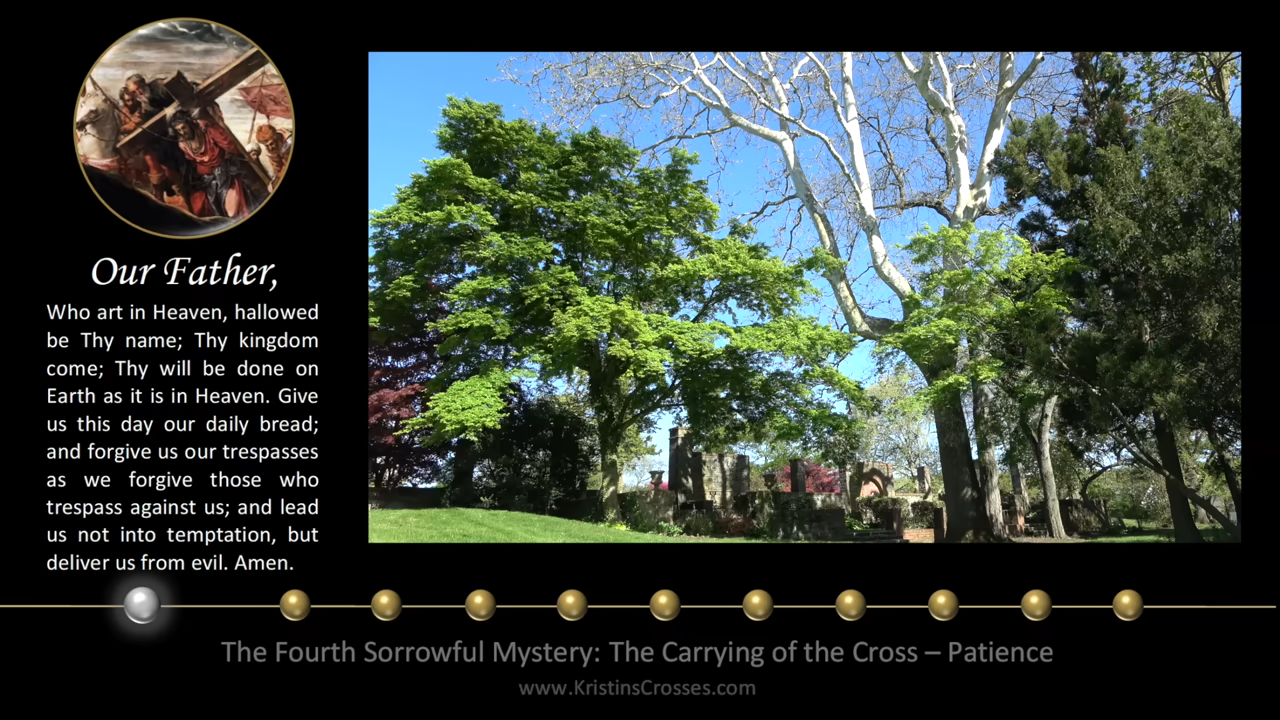 Our Father,
Who art in Heaven, hallowed
be Thy name; Thy kingdom
come; Thy will be done on
Earth as it is in Heaven. Give
us this day our daily bread;
and forgive us our trespasses
as we forgive those who
trespass against us; and lead
us not into temptation, but
deliver us from evil. Amen.
The Fourth Sorrowful Mystery: The Carrying of the Cross – Patience
www.KristinsCrosses.com